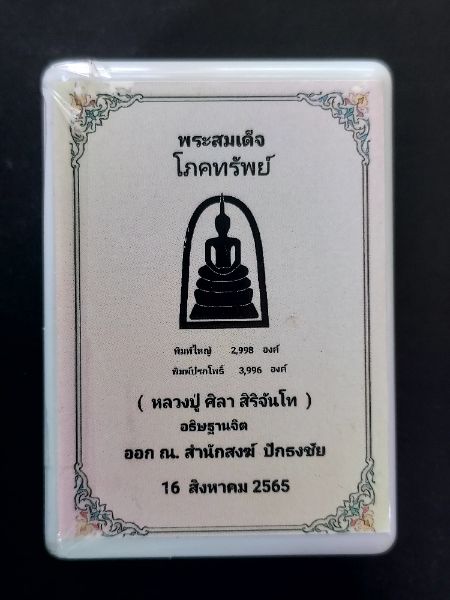 พระสมเด็จ
โภคทรัพย์
พิมพ์ใหญ่ 2,998 องค์
พิมพ์ปรกโพธิ์ 3,996 องค์
( หลวงปู่ ศิลา สิริจันโท )
อธิษฐานจิต
ออก ณ. สำนักสงฆ์ ปักธงชัย
16 สิงหาคม 2565